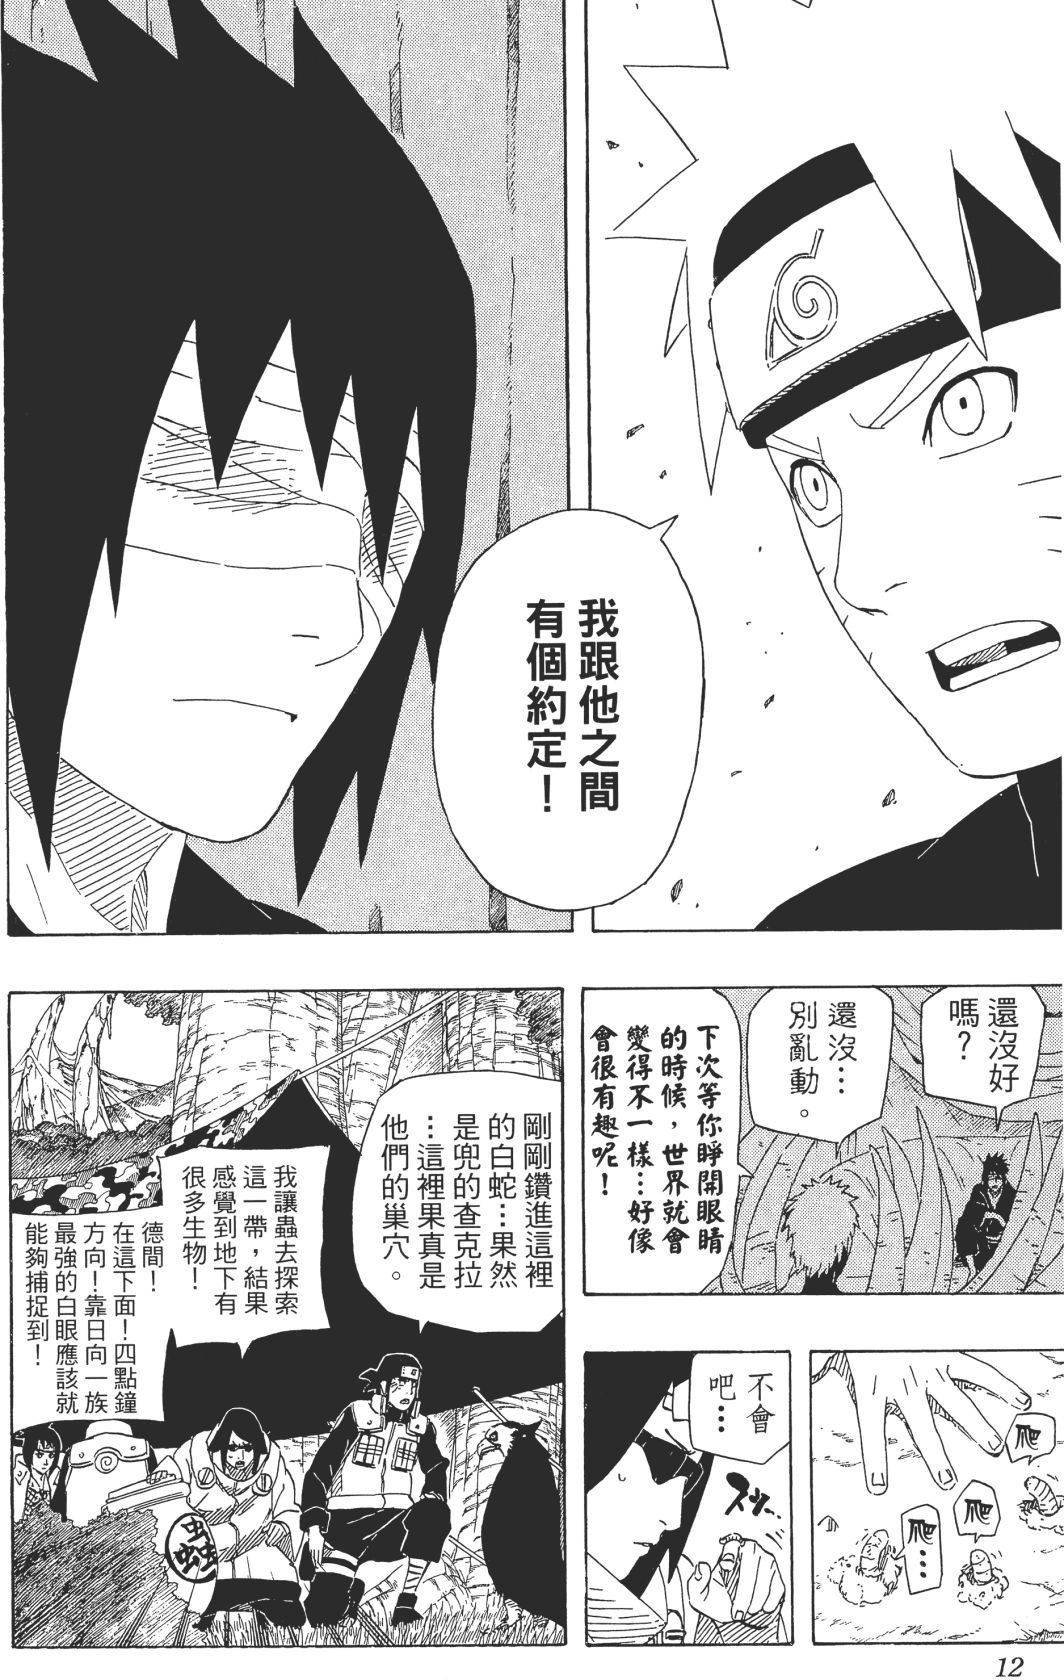 我跟他之間
有個約定！
還沒好
嗎？
還沒…
別亂動。
下次等你睜開眼睛
的時候，世界就會
變得不一樣…好像
會很有趣呢！
爬
爬
爬…
不會
吧…
剛剛鑽進這裡
的白蛇…果然
是兜的查克拉
…這裡果真是
他們的巢穴。
我讓蟲去探索
這一帶，結果
感覺到地下有
很多生物！
德間！
在這下面！四點鐘
方向！靠日向一族
最強的白眼應該就
能夠捕捉到！
12